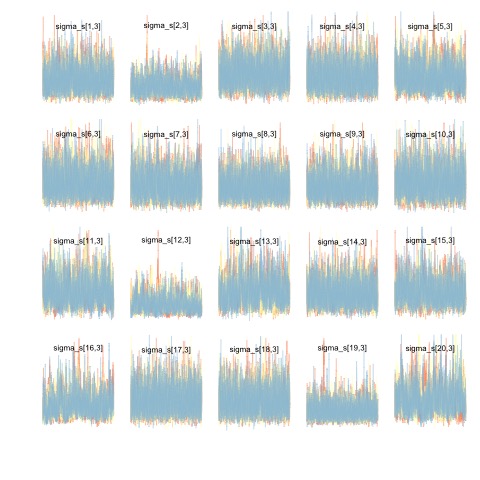 sigma_s[1,3] sigma_s[2,3] sigma_s[3,3] sigma_s[4,3] sigma_s[5,3]
sigma_s[6,3] sigma_s[7,3] sigma_s[8,3] sigma_s[9,3] sigma_s[10,3]
sigma_s[11,3] sigma_s[12,3] sigma_s[13,3] sigma_s[14,3] sigma_s[15,3]
sigma_s[16,3] sigma_s[17,3] sigma_s[18,3] sigma_s[19,3] sigma_s[20,3]